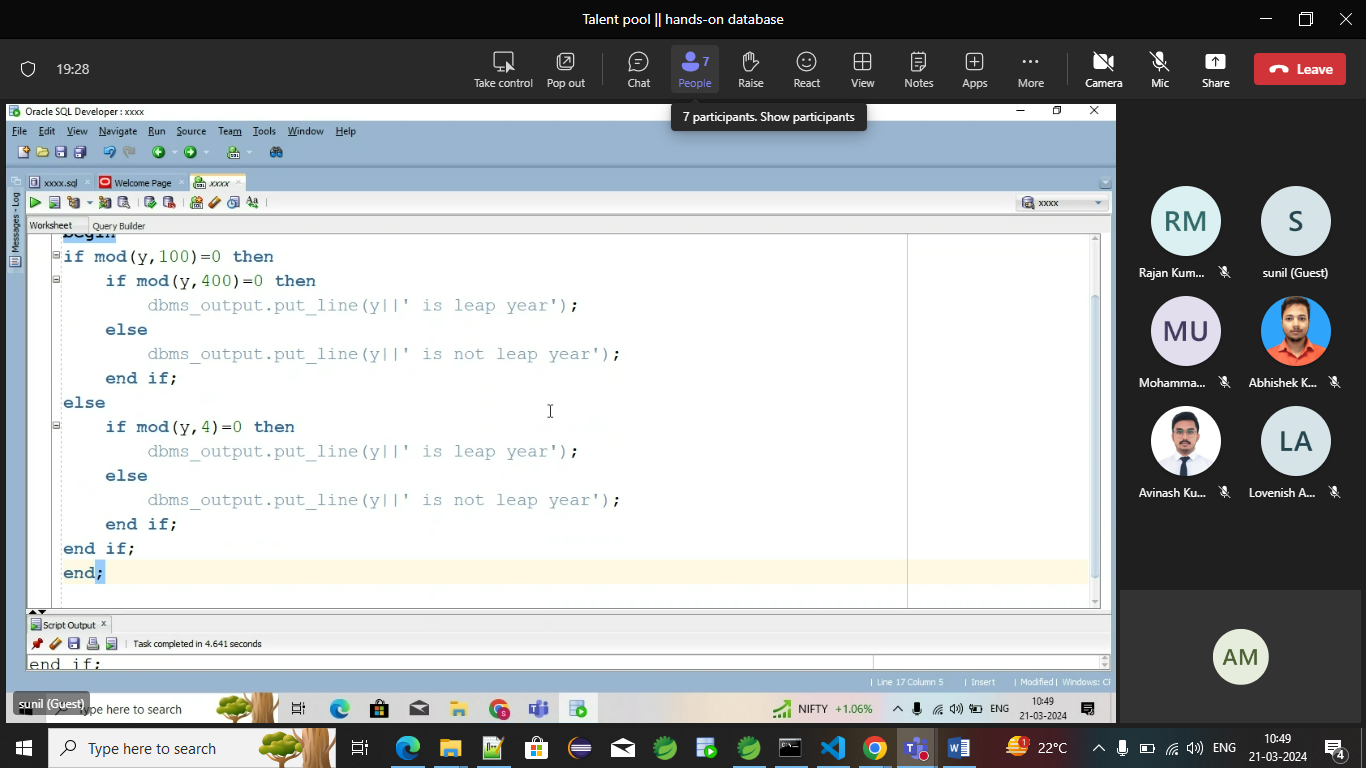 Talent pool || hands-on database
19:28
Take control
Pop out
Chat
7
People
Raise
React
View
Notes
Apps
More
Camera
Mic
Share
Leave
7 participants. Show participants
Oracle SQL Developer : xxxx
File Edit View Navigate Run Source Team Tools Window Help
xxxx.sql
Welcome Page
xxxx
xxxx
Messages - Log
Worksheet
Query Builder
begin
if mod(y,100)=0 then
if mod(y,400)=0 then
dbms_output.put_line(y||' is leap year');
else
dbms_output.put_line(y||' is not leap year');
end if;
else
if mod(y,4)=0 then
dbms_output.put_line(y||' is leap year');
else
dbms_output.put_line(y||' is not leap year');
end if;
end if;
end;
Script Output
Task completed in 4.641 seconds
end if;
Line 17 Column 5
Insert
Modified
Windows:
sunil (Guest)
ype here to search
NIFTY +1.06%
ENG
10:49
21-03-2024
RM
Rajan Kum...
S
sunil (Guest)
MU
Mohamma...
Abhishek K...
Avinash Ku...
LA
Lovenish A...
AM
Type here to search
1
22°C
ENG
10:49
21-03-2024
4